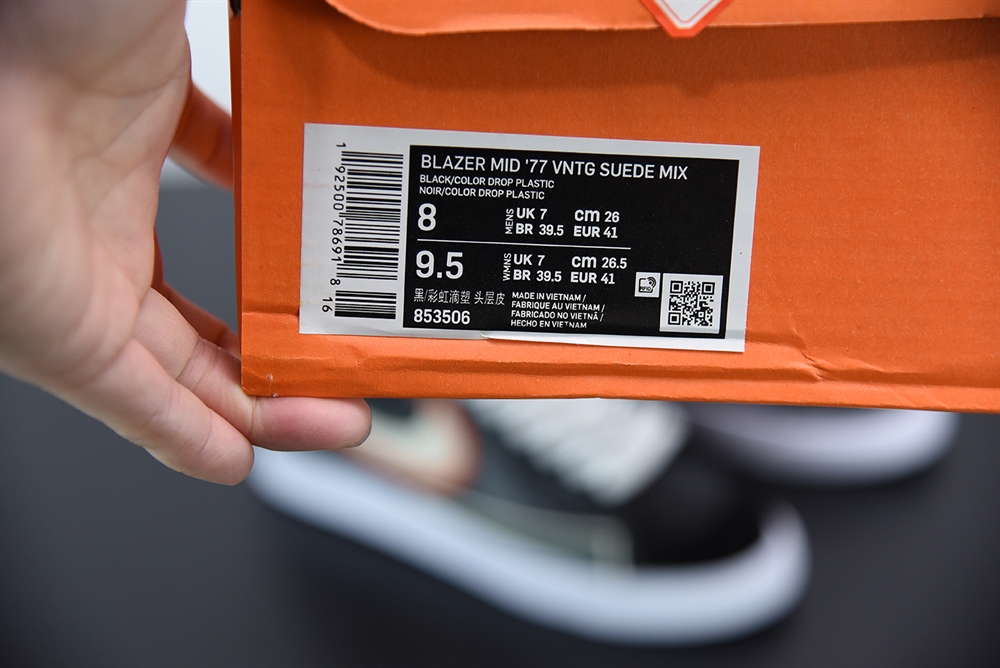 BLAZER MID '77 VNTG SUEDE MIX
BLACK/COLOR DROP PLASTIC
NOIR/COLOR DROP PLASTIC
8 MENS UK 7 cm 26
BR 39.5 EUR 41
9.5 WMNS UK 7 cm 26.5
BR 39.5 EUR 41
黑/彩虹滴塑 头层皮
853506
MADE IN VIETNAM /
FABRIQUE AU VIETNAM /
FABRICADO NO VIETNÃ /
HECHO EN VIETNAM
RFID
1 92500 78691 8
16